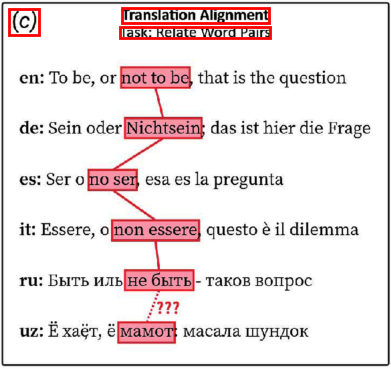 (c)
Translation Alignment
Task: Relate Word Pairs
en: To be, or not to be, that is the question
de: Sein oder Nichtsein; das ist hier die Frage
es: Ser o no ser, esa es la pregunta
it: Essere, o non essere, questo è il dilemma
ru: Быть иль не быть - таков вопрос
???
uz: Ё хаёт, ё мамот: масала шундок